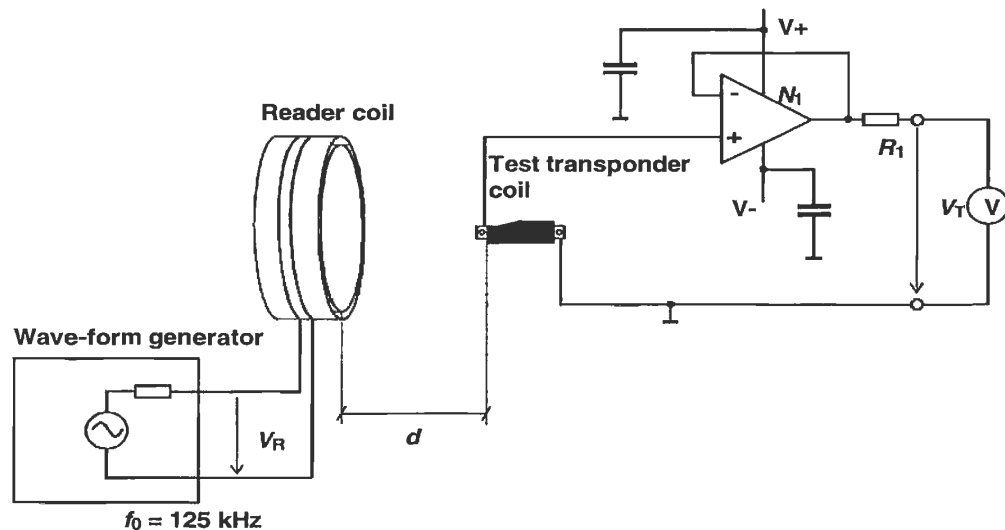 V+
N1
-
+
Reader coil
R1
Test transponder
coil
V-
VT
V
Wave-form generator
VR
d
f0 = 125 kHz